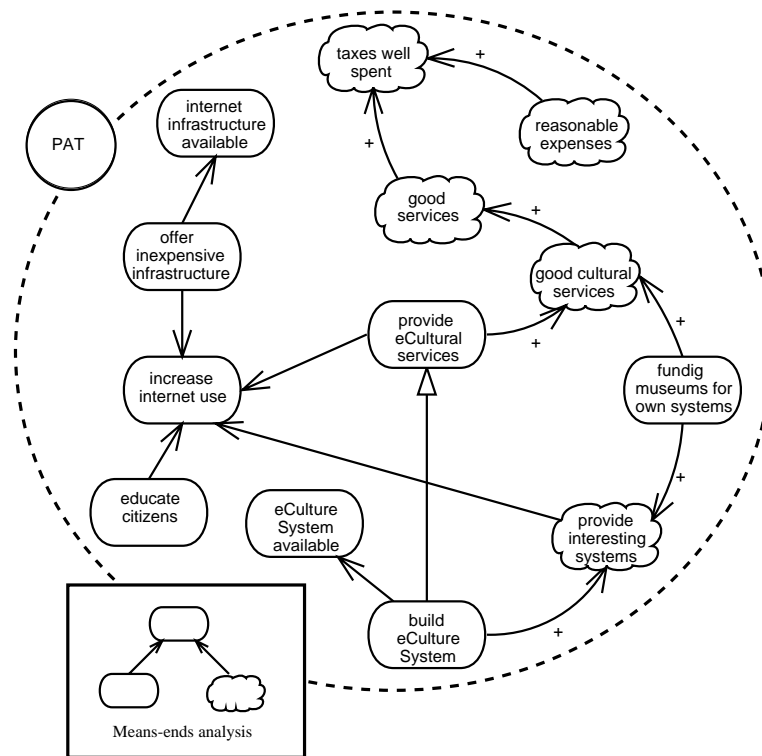 taxes well
spent
+
internet
infrastructure
available
PAT
reasonable
expenses
+
good
services
+
offer
inexpensive
infrastructure
good cultural
services
provide
eCultural
services
+
+
increase
internet use
fundig
museums for
own systems
educate
citizens
eCulture
System
available
+
provide
interesting
systems
build
eCulture
System
+
Means-ends analysis